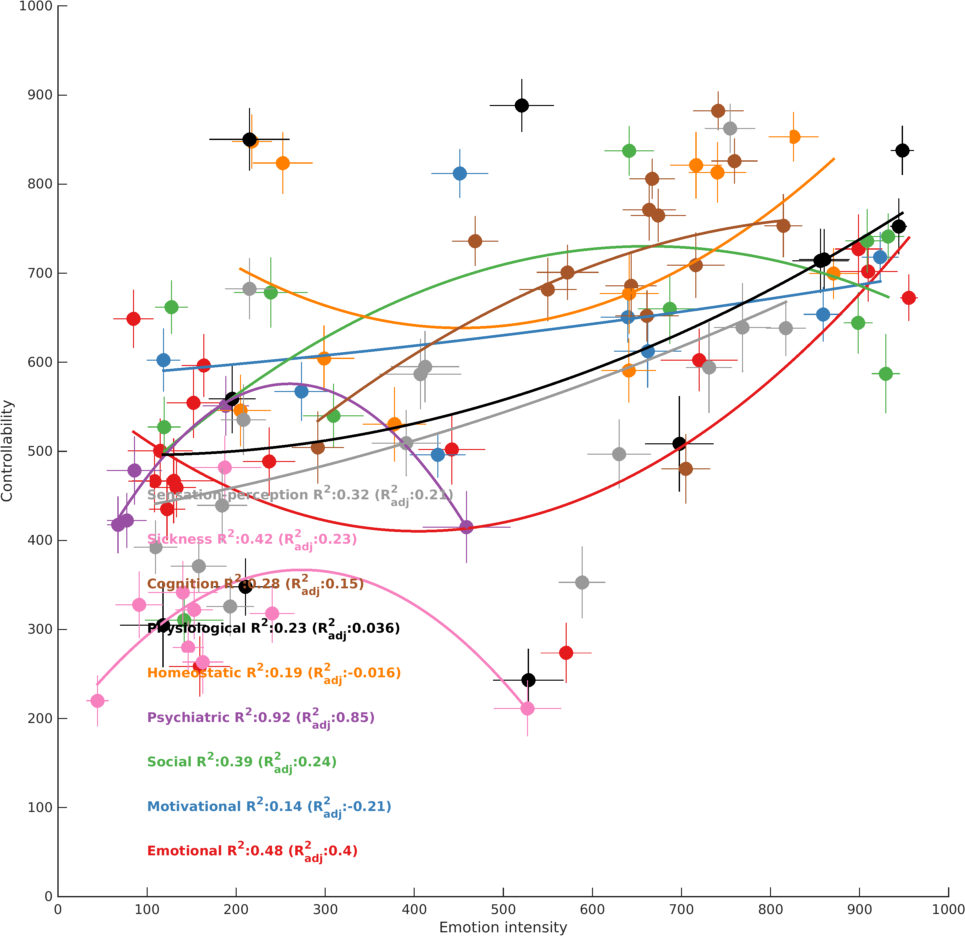 1000
900
800
700
600
500
400
300
200
100
0
Controllability
Sensation-perception R²:0.32 (R²adj:0.21)
Sickness R²:0.42 (R²adj:0.23)
Cognition R²:0.28 (R²adj:0.15)
Physiological R²:0.23 (R²adj:0.036)
Homeostatic R²:0.19 (R²adj:-0.016)
Psychiatric R²:0.92 (R²adj:0.85)
Social R²:0.39 (R²adj:0.24)
Motivational R²:0.14 (R²adj:-0.21)
Emotional R²:0.48 (R²adj:0.4)
0 100 200 300 400 500 600 700 800 900 1000
Emotion intensity